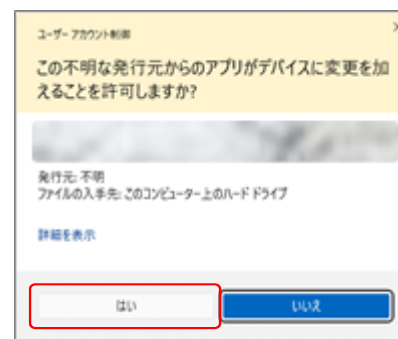 ユーザー アカウント制御
この不明な発行元からのアプリがデバイスに変更を加
えることを許可しますか?
発行元: 不明
ファイルの入手先: このコンピューター上のハード ドライブ
詳細を表示
はい
いいえ